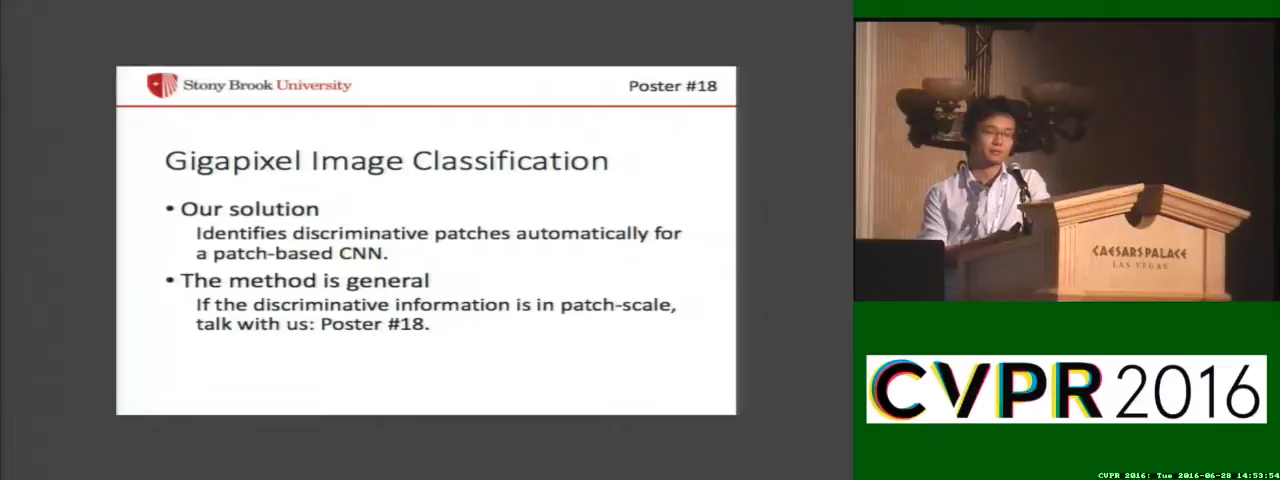 Stony Brook University
Poster #18
Gigapixel Image Classification
• Our solution
Identifies discriminative patches automatically for
a patch-based CNN.
• The method is general
If the discriminative information is in patch-scale,
talk with us: Poster #18.
CAESARS PALACE
LAS VEGAS
CVPR 2016
CVPR 2016: Tue 2016-06-28 14:53:54